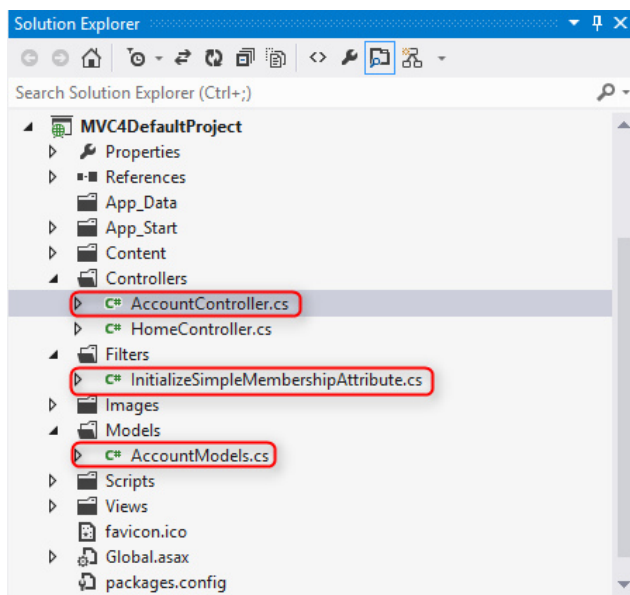 Solution Explorer
Search Solution Explorer (Ctrl+;)
MVC4DefaultProject
Properties
References
App_Data
App_Start
Content
Controllers
C# AccountController.cs
C# HomeController.cs
Filters
C# InitializeSimpleMembershipAttribute.cs
Images
Models
C# AccountModels.cs
Scripts
Views
favicon.ico
Global.asax
packages.config